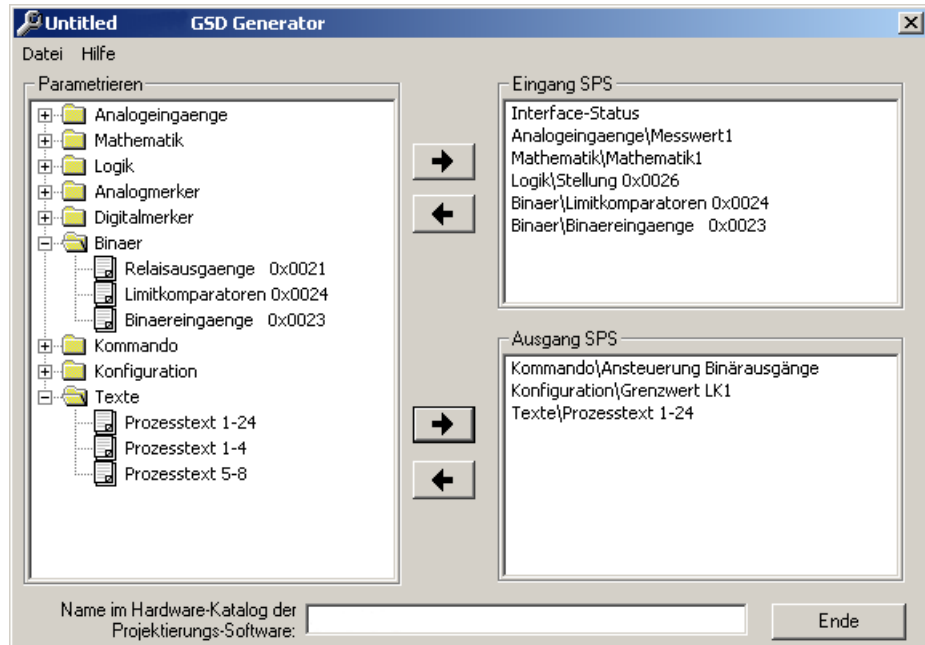 Untitled GSD Generator
Datei Hilfe
Parametrieren
Analogeingaenge
Mathematik
Logik
Analogmerker
Digitalmerker
Binaer
Relaisausgaenge 0x0021
Limitkomparatoren 0x0024
Binaereingaenge 0x0023
Kommando
Konfiguration
Texte
Prozesstext 1-24
Prozesstext 1-4
Prozesstext 5-8
Eingang SPS
Interface-Status
Analogeingaenge\Messwert1
Mathematik\Mathematik1
Logik\Stellung 0x0026
Binaer\Limitkomparatoren 0x0024
Binaer\Binaereingaenge 0x0023
Ausgang SPS
Kommando\Ansteuerung Binärausgänge
Konfiguration\Grenzwert LK1
Texte\Prozesstext 1-24
Name im Hardware-Katalog der
Projektierungs-Software:
Ende